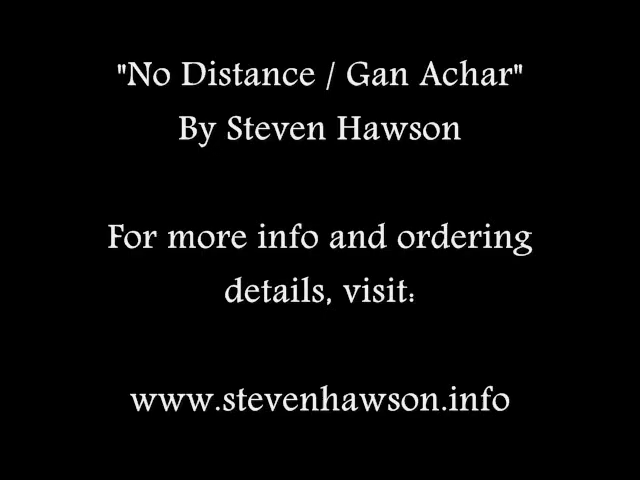 "No Distance / Gan Achar"
By Steven Hawson
For more info and ordering
details, visit:
www.stevenhawson.info